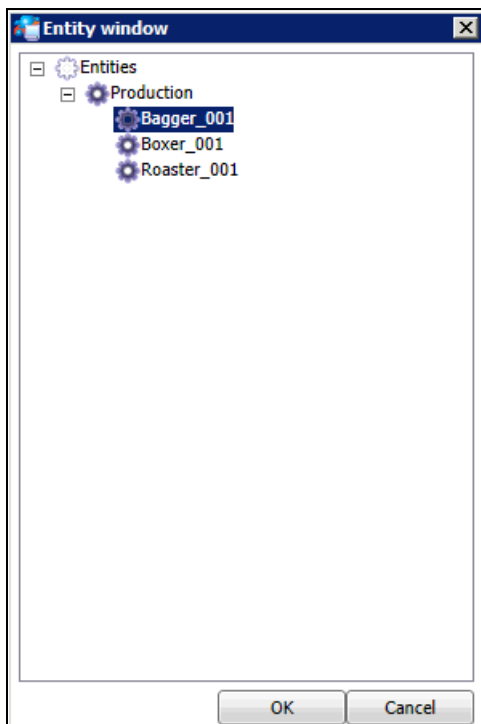 Entity window
Entities
Production
Bagger_001
Boxer_001
Roaster_001
OK Cancel